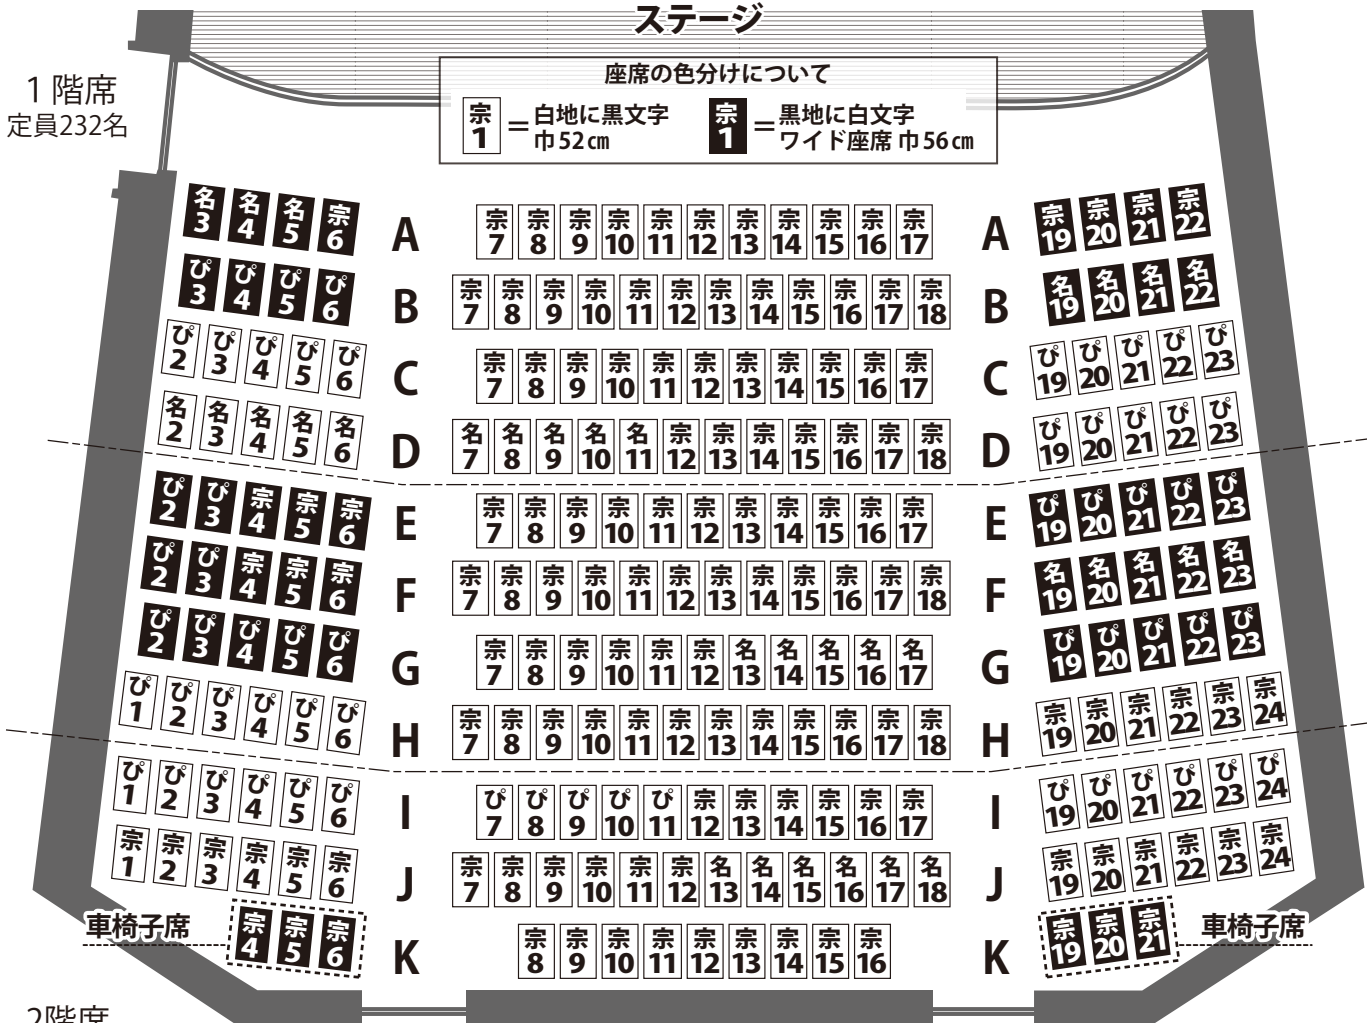 ステージ
座席の色分けについて
宗1 ＝白地に黒文字 巾52㎝
宗1 ＝黒地に白文字 ワイド座席 巾56㎝
1階席
定員232名
名3 名4 名5 宗6 A 宗7 宗8 宗9 宗10 宗11 宗12 宗13 宗14 宗15 宗16 宗17 A 宗19 宗20 宗21 宗22
ぴ3 ぴ4 ぴ5 ぴ6 B 宗7 宗8 宗9 宗10 宗11 宗12 宗13 宗14 宗15 宗16 宗17 宗18 B 名19 名20 名21 名22
ぴ2 ぴ3 ぴ4 ぴ5 ぴ6 C 宗7 宗8 宗9 宗10 宗11 宗12 宗13 宗14 宗15 宗16 宗17 C ぴ19 ぴ20 ぴ21 ぴ22 ぴ23
名2 名3 名4 名5 名6 D 名7 名8 名9 名10 名11 宗12 宗13 宗14 宗15 宗16 宗17 宗18 D ぴ19 ぴ20 ぴ21 ぴ22 ぴ23
ぴ2 ぴ3 宗4 宗5 宗6 E 宗7 宗8 宗9 宗10 宗11 宗12 宗13 宗14 宗15 宗16 宗17 E ぴ19 ぴ20 ぴ21 ぴ22 ぴ23
ぴ2 ぴ3 宗4 宗5 宗6 F 宗7 宗8 宗9 宗10 宗11 宗12 宗13 宗14 宗15 宗16 宗17 宗18 F 名19 名20 名21 名22 名23
ぴ2 ぴ3 ぴ4 ぴ5 ぴ6 G 宗7 宗8 宗9 宗10 宗11 宗12 名13 名14 名15 名16 名17 G ぴ19 ぴ20 ぴ21 ぴ22 ぴ23
ぴ1 ぴ2 ぴ3 ぴ4 ぴ5 ぴ6 H 宗7 宗8 宗9 宗10 宗11 宗12 宗13 宗14 宗15 宗16 宗17 宗18 H 宗19 宗20 宗21 宗22 宗23 宗24
ぴ1 ぴ2 ぴ3 ぴ4 ぴ5 ぴ6 I ぴ7 ぴ8 ぴ9 ぴ10 ぴ11 宗12 宗13 宗14 宗15 宗16 宗17 I ぴ19 ぴ20 ぴ21 ぴ22 ぴ23 ぴ24
宗1 宗2 宗3 宗4 宗5 宗6 J 宗7 宗8 宗9 宗10 宗11 宗12 名13 名14 名15 名16 名17 名18 J 宗19 宗20 宗21 宗22 宗23 宗24
車椅子席 宗4 宗5 宗6 K 宗8 宗9 宗10 宗11 宗12 宗13 宗14 宗15 宗16 K 宗19 宗20 宗21 車椅子席
2階席